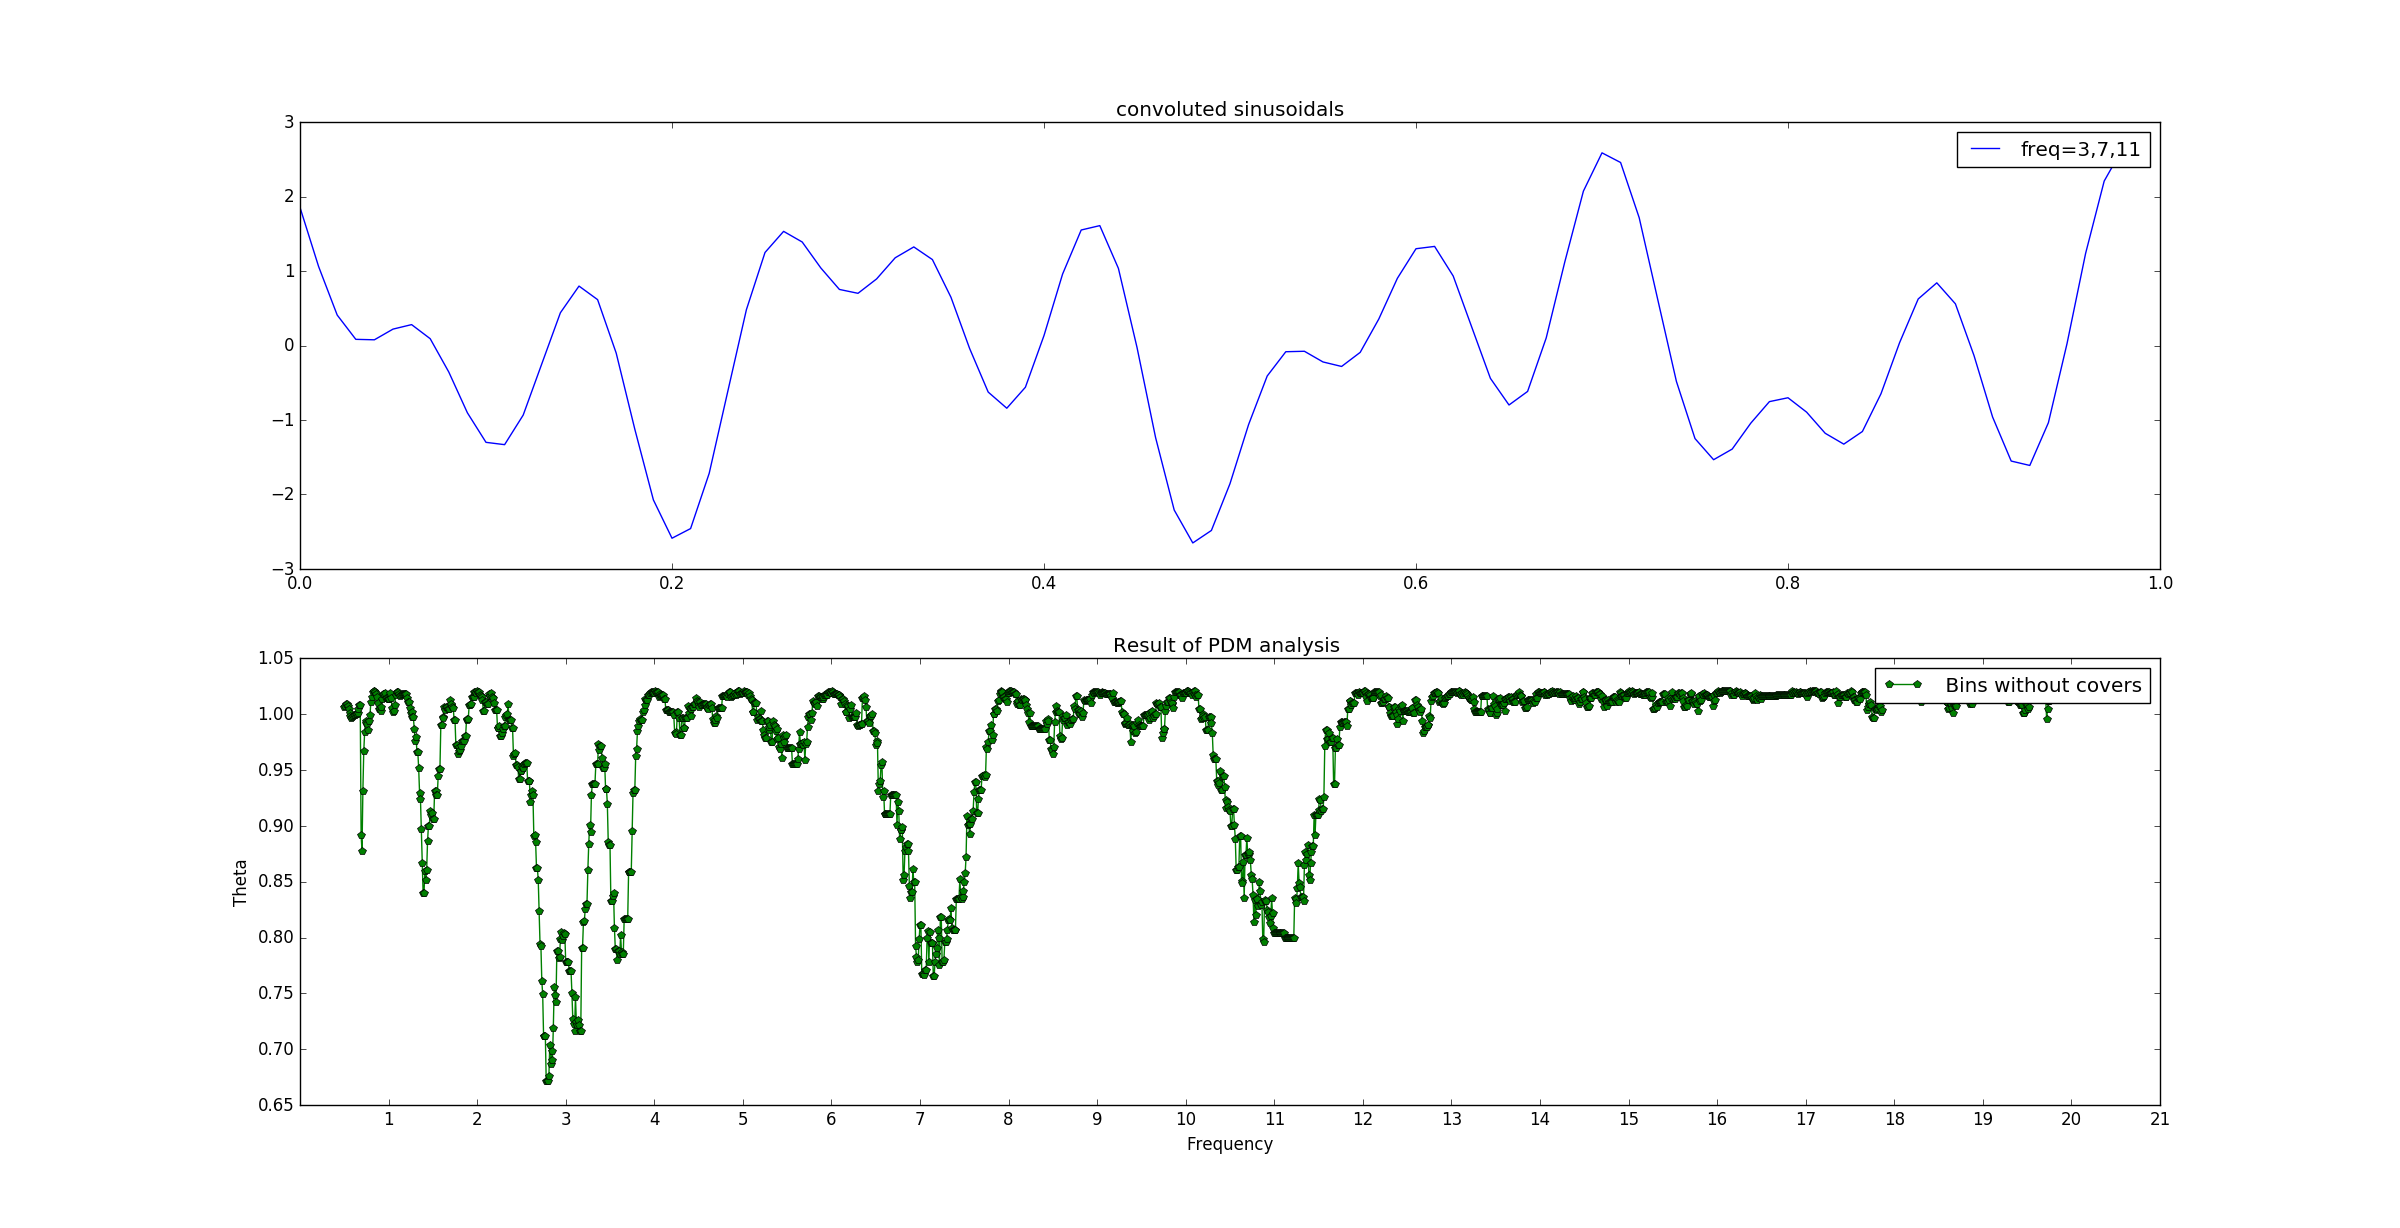 convoluted sinusoidals
3
freq=3,7,11
2
1
0
−1
−2
−3
0.0 0.2 0.4 0.6 0.8 1.0
Result of PDM analysis
1.05
Bins without covers
1.00
0.95
0.90
0.85
0.80
0.75
0.70
0.65
Theta
1 2 3 4 5 6 7 8 9 10 11 12 13 14 15 16 17 18 19 20 21
Frequency